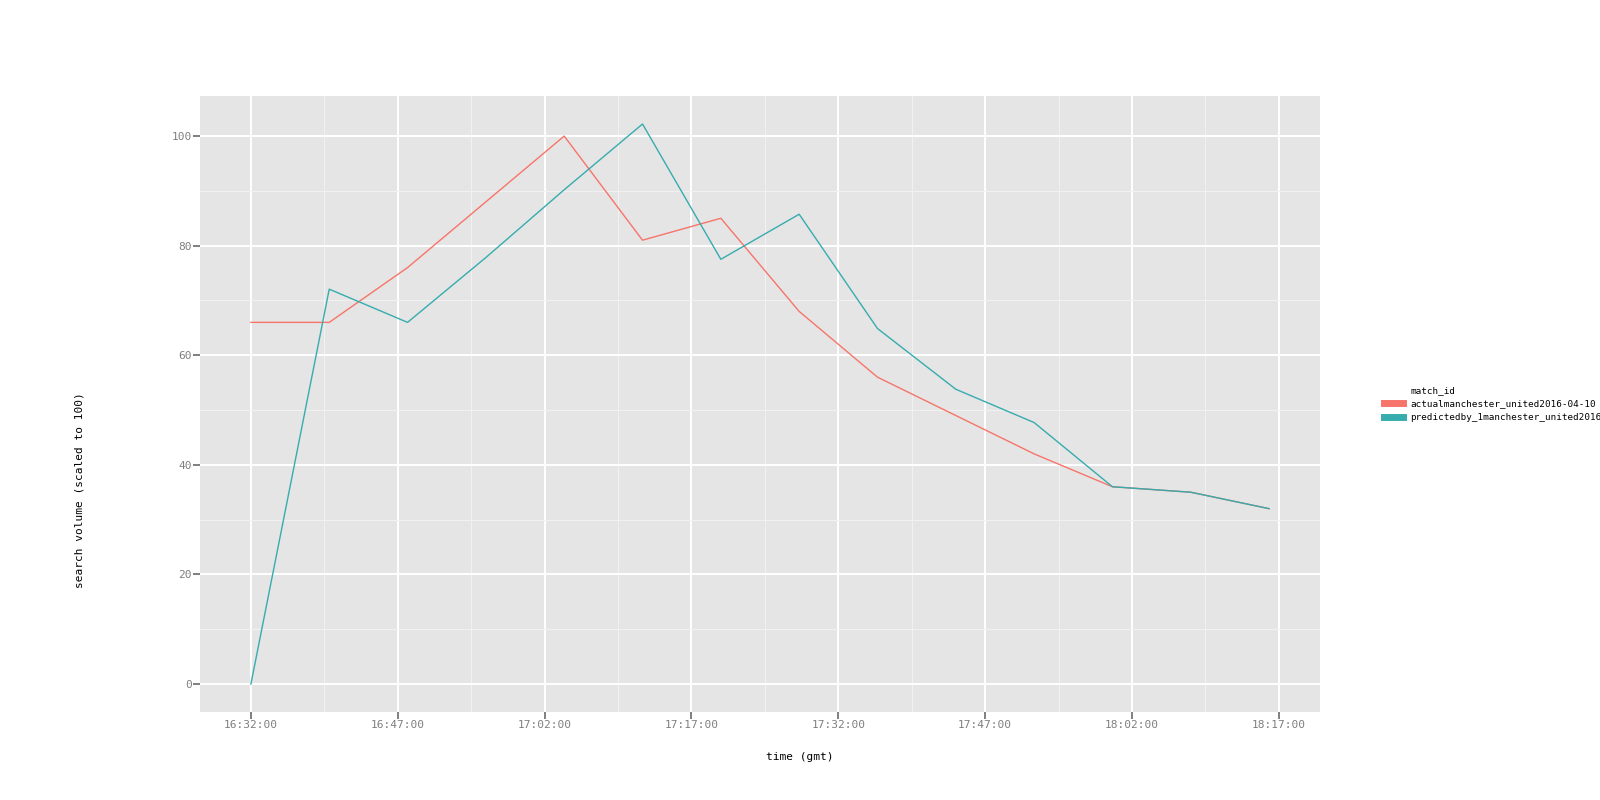 100
80
60
40
20
0
search volume (scaled to 100)
16:32:00 16:47:00 17:02:00 17:17:00 17:32:00 17:47:00 18:02:00 18:17:00
time (gmt)
match_id
actualmanchester_united2016-04-10
predictedby_1manchester_united2016